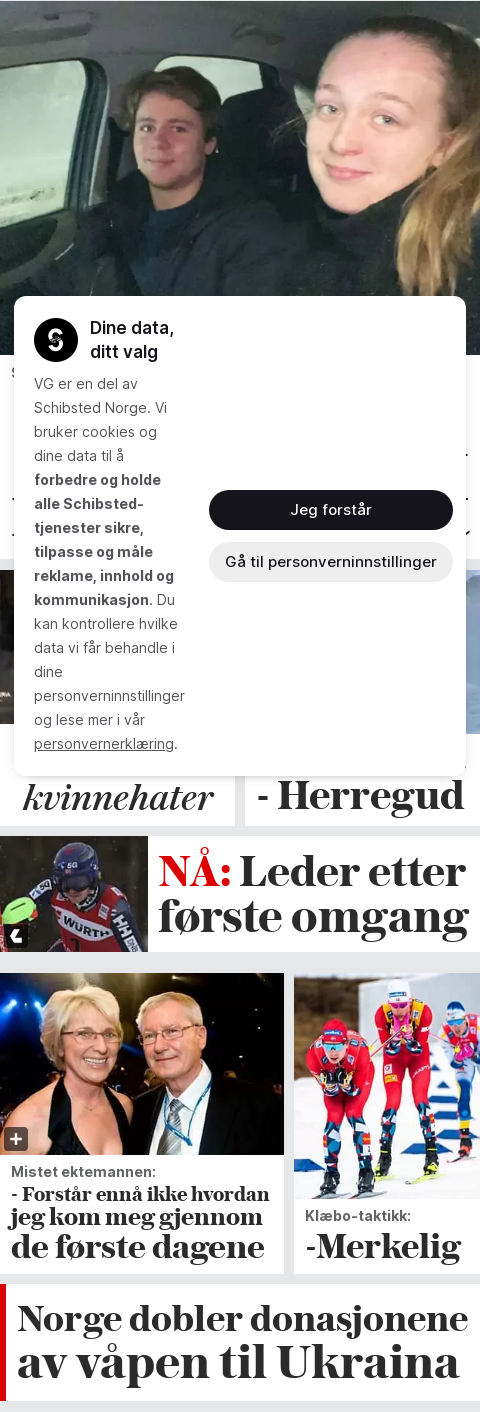 Dine data,
ditt valg
VG er en del av
Schibsted Norge. Vi
bruker cookies og
dine data til å
forbedre og holde
alle Schibsted-
tjenester sikre,
tilpasse og måle
reklame, innhold og
kommunikasjon. Du
kan kontrollere hvilke
data vi får behandle i
dine
personverninnstillinger
og lese mer i vår
personvernerklæring.
Jeg forstår
Gå til personverninnstillinger
kvinnehater
- Herregud
NÅ: Leder etter
første omgang
WÜRTH
Mistet ektemannen:
- Forstår ennå ikke hvordan
jeg kom meg gjennom
de første dagene
Klæbo-taktikk:
-Merkelig
Norge dobler donasjonene
av våpen til Ukraina